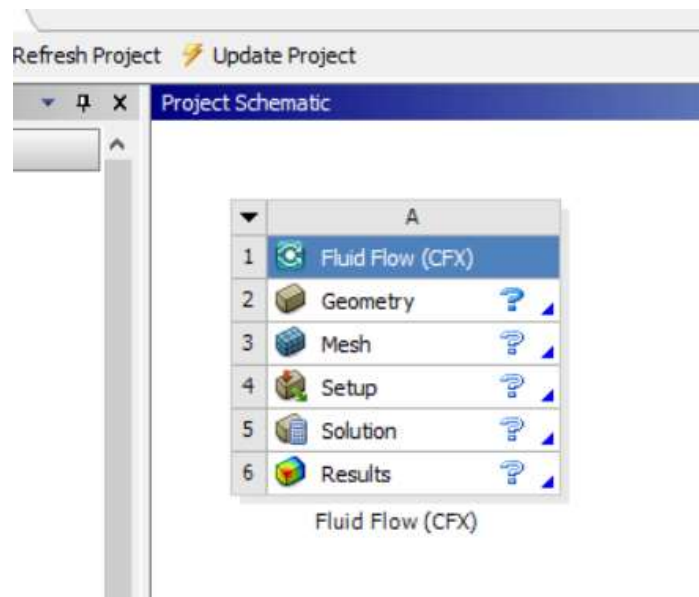 Refresh Project Update Project
Project Schematic
A
1 Fluid Flow (CFX)
2 Geometry ?
3 Mesh ?
4 Setup ?
5 Solution ?
6 Results ?
Fluid Flow (CFX)